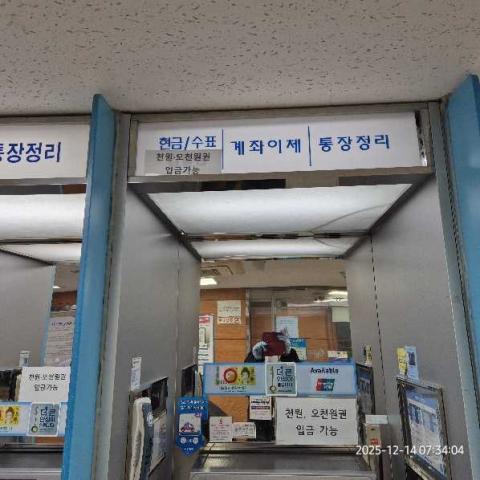 통장정리
현금/수표 계좌이체 통장정리
천원·오천원권
입금가능
천원·오천원권
입금가능
Available
천원, 오천원권
입금 가능
2025-12-14 07:34:04